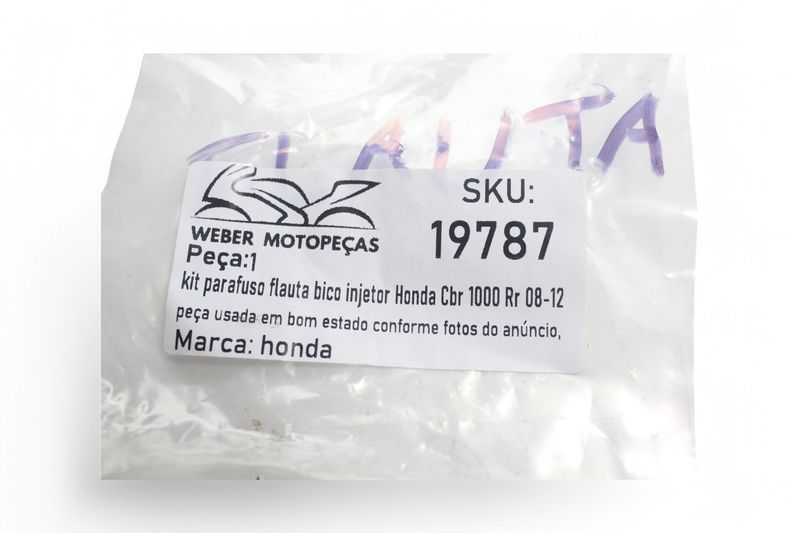 FLAUTA
WEBER MOTOPEÇAS
SKU:
19787
Peça:1
kit parafuso flauta bico injetor Honda Cbr 1000 Rr 08-12
peça usada em bom estado conforme fotos do anúncio,
Marca: honda